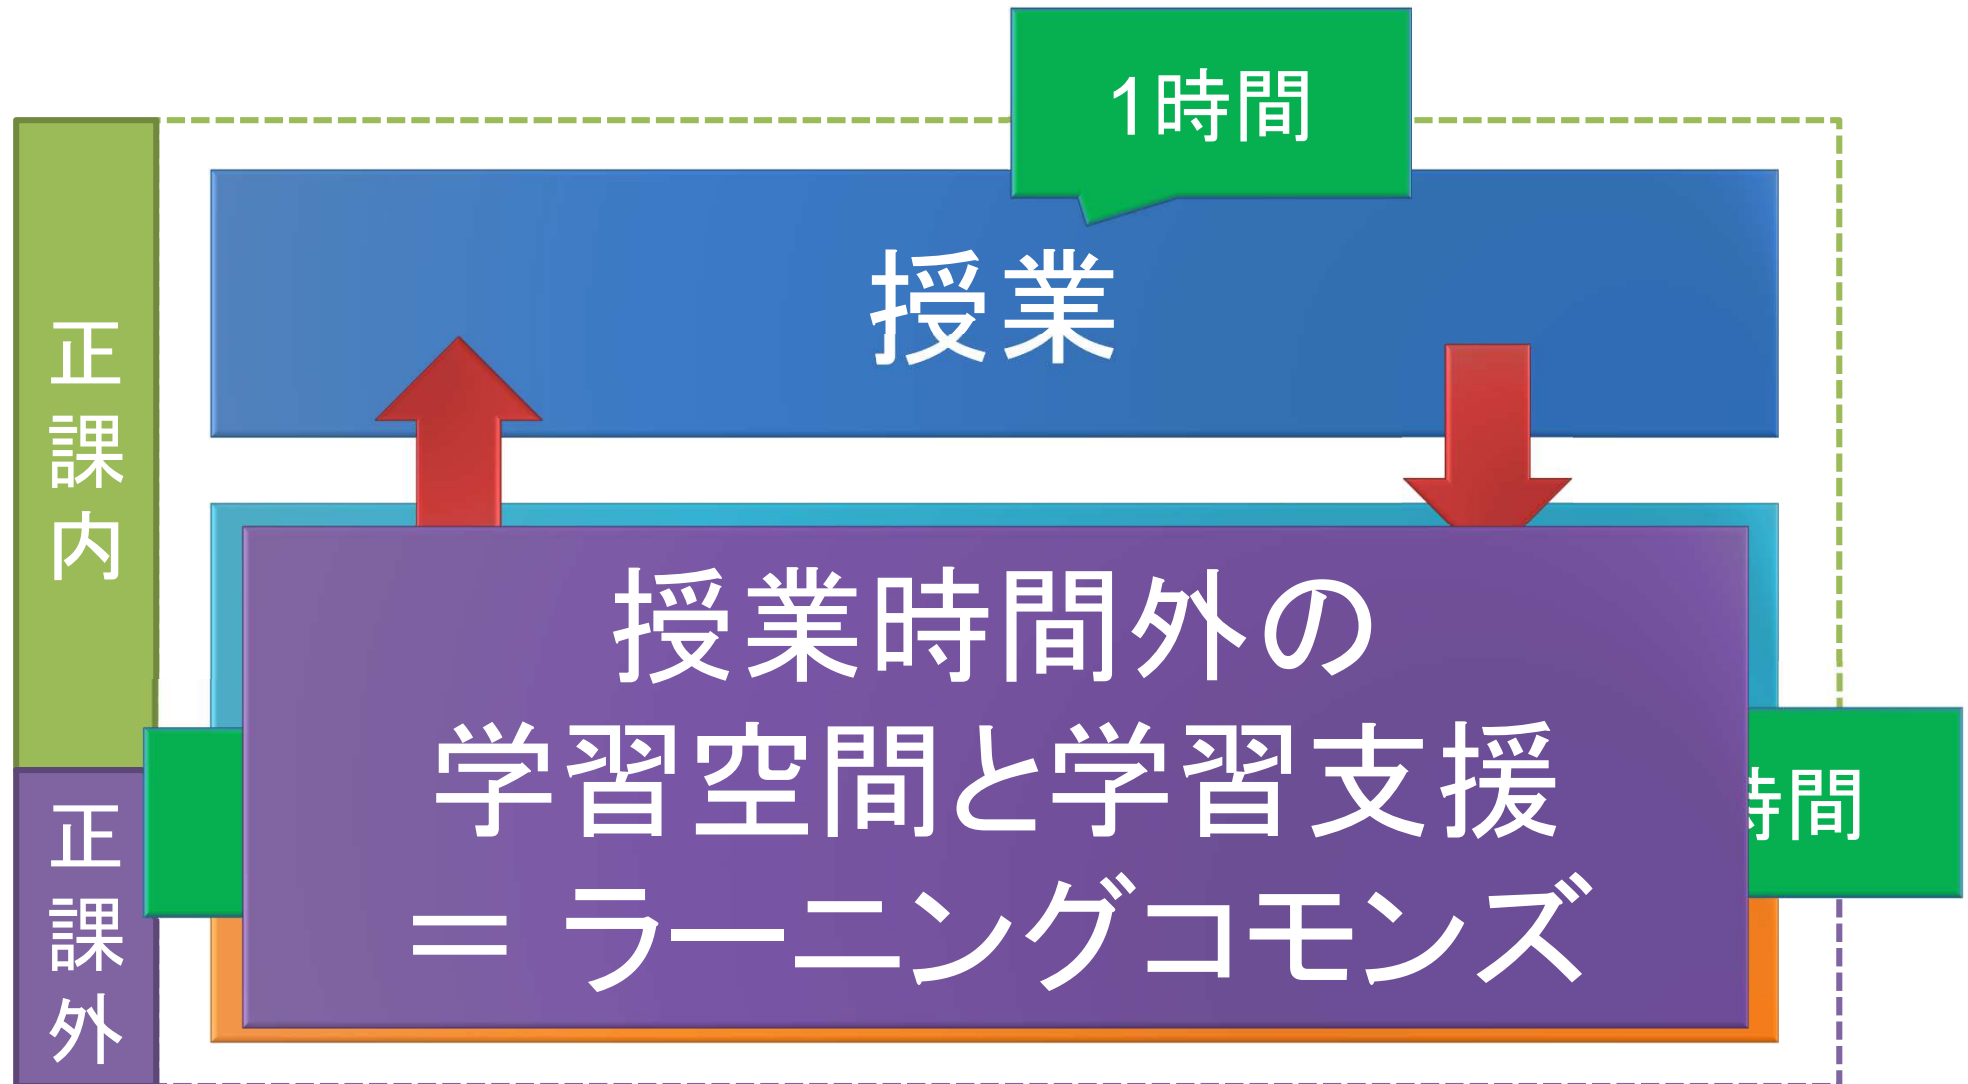 1時間
授業
正課内
授業時間外の
学習空間と学習支援
＝ラーニングコモンズ
時間
正課外